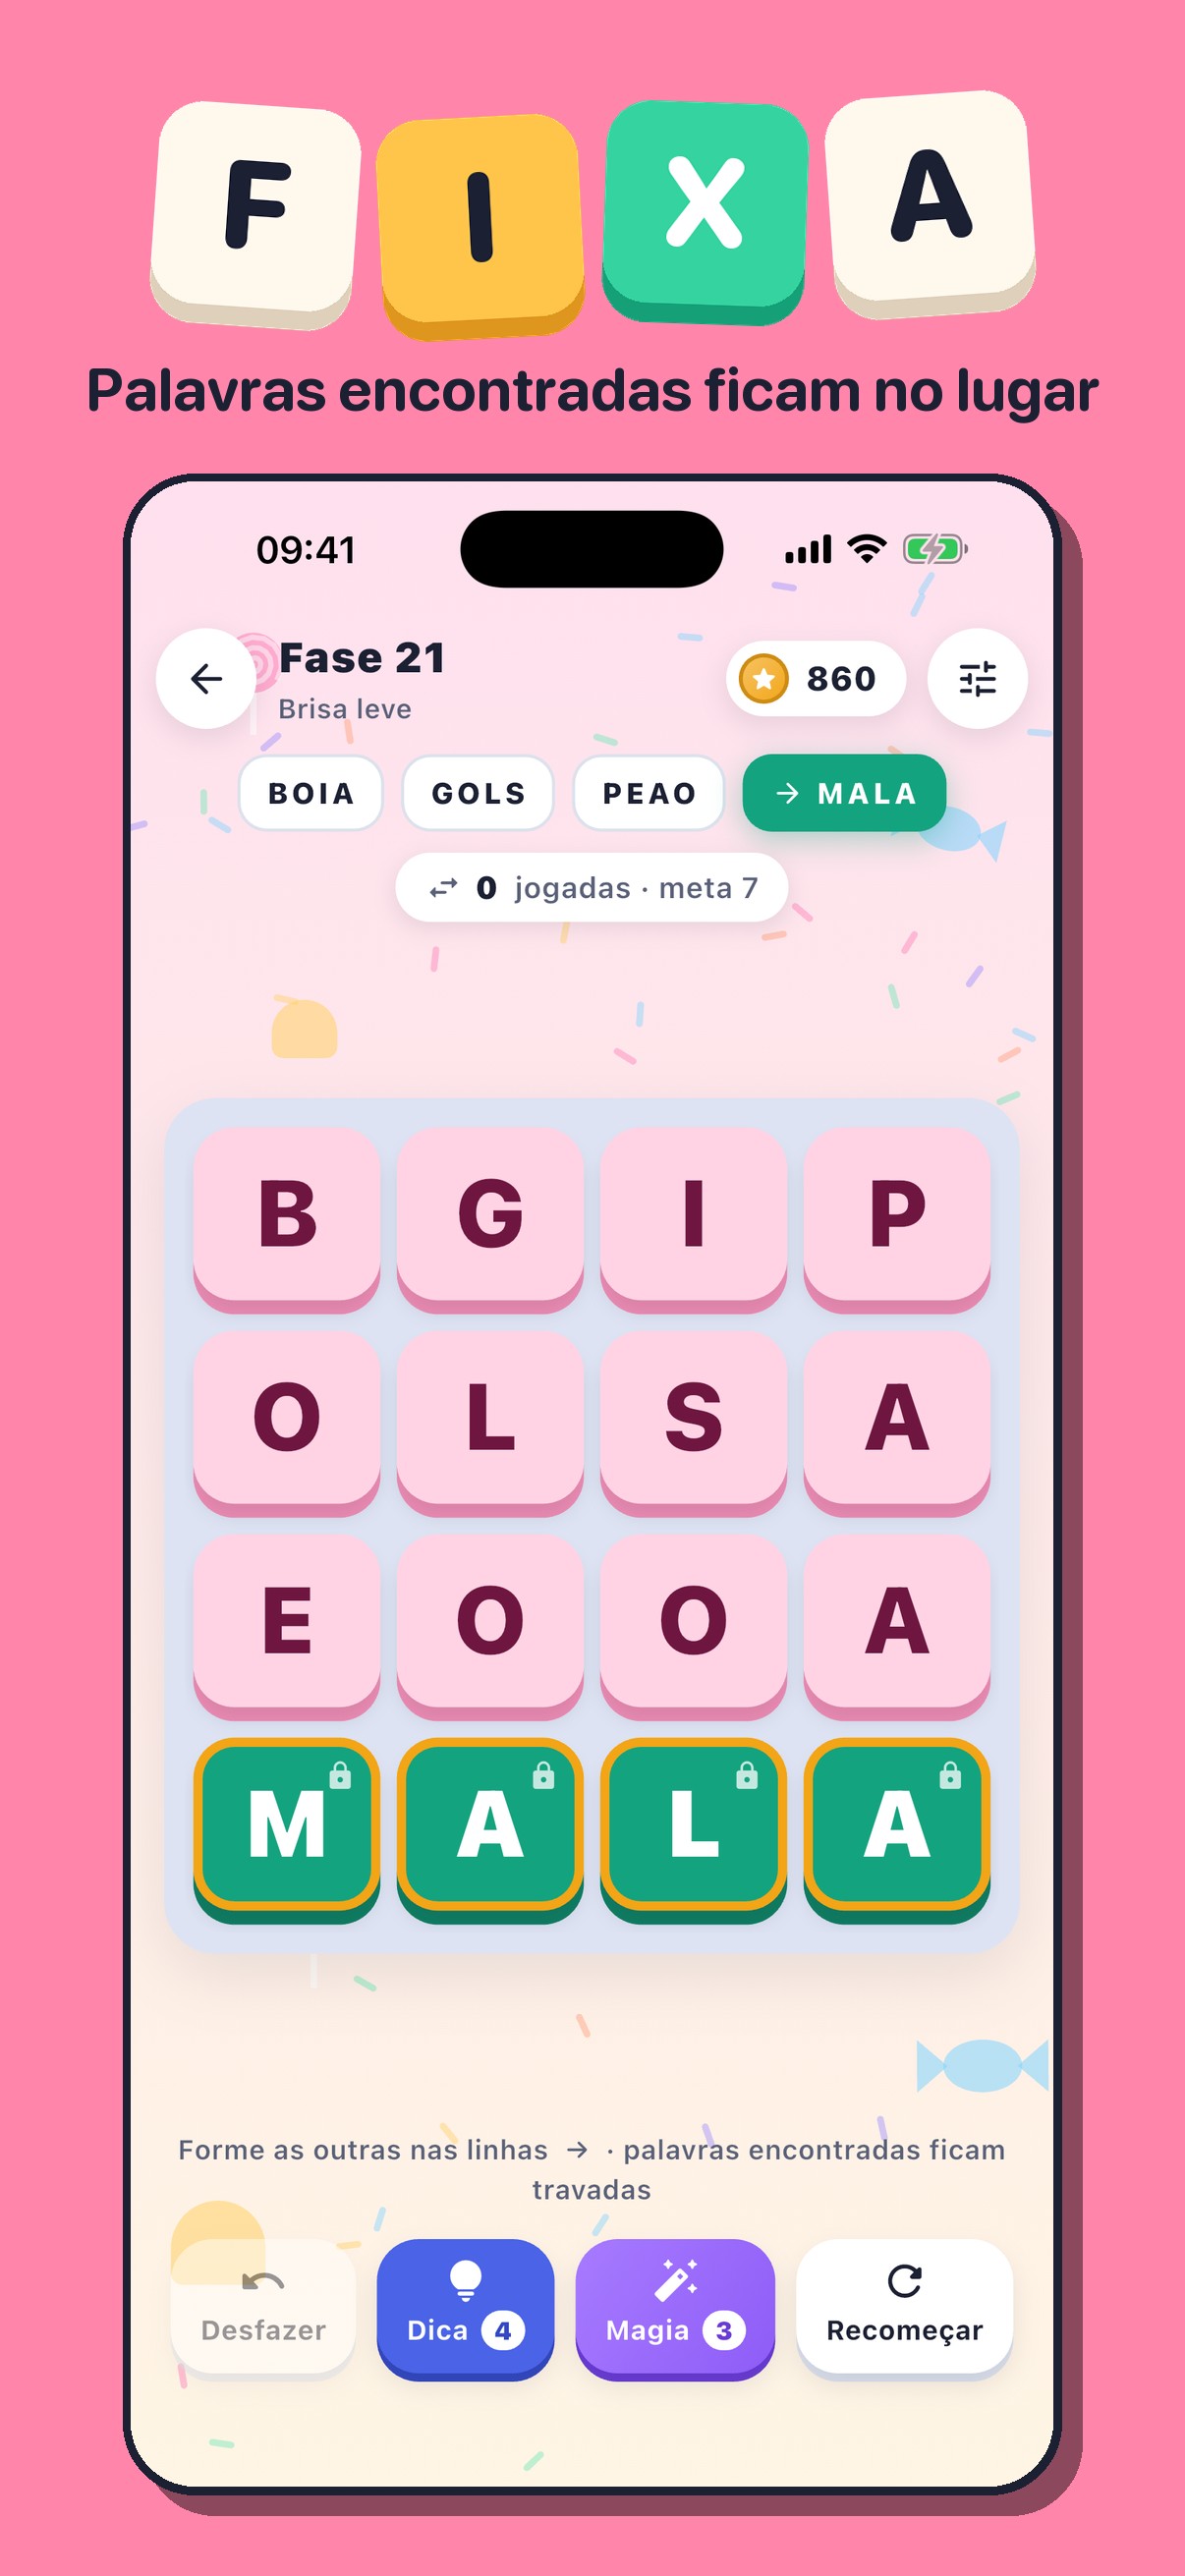 FIXA
Palavras encontradas ficam no lugar
09:41
Fase 21
Brisa leve
860
BOIA GOLS PEAO → MALA
0 jogadas · meta 7
B G I P
O L S A
E O O A
M A L A
Forme as outras nas linhas → · palavras encontradas ficam
travadas
Desfazer
Dica 4
Magia 3
Recomeçar